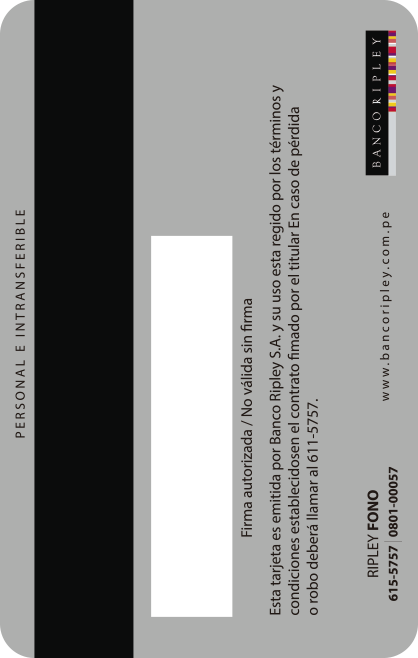 PERSONAL E INTRANSFERIBLE
Firma autorizada / No válida sin firma
Esta tarjeta es emitida por Banco Ripley S.A. y su uso esta regido por los términos y
condiciones establecidosen el contrato fimado por el titular En caso de pérdida
o robo deberá llamar al 611-5757.
RIPLEY FONO
615-5757 | 0801-00057
www.bancoripley.com.pe
BANCO RIPLEY